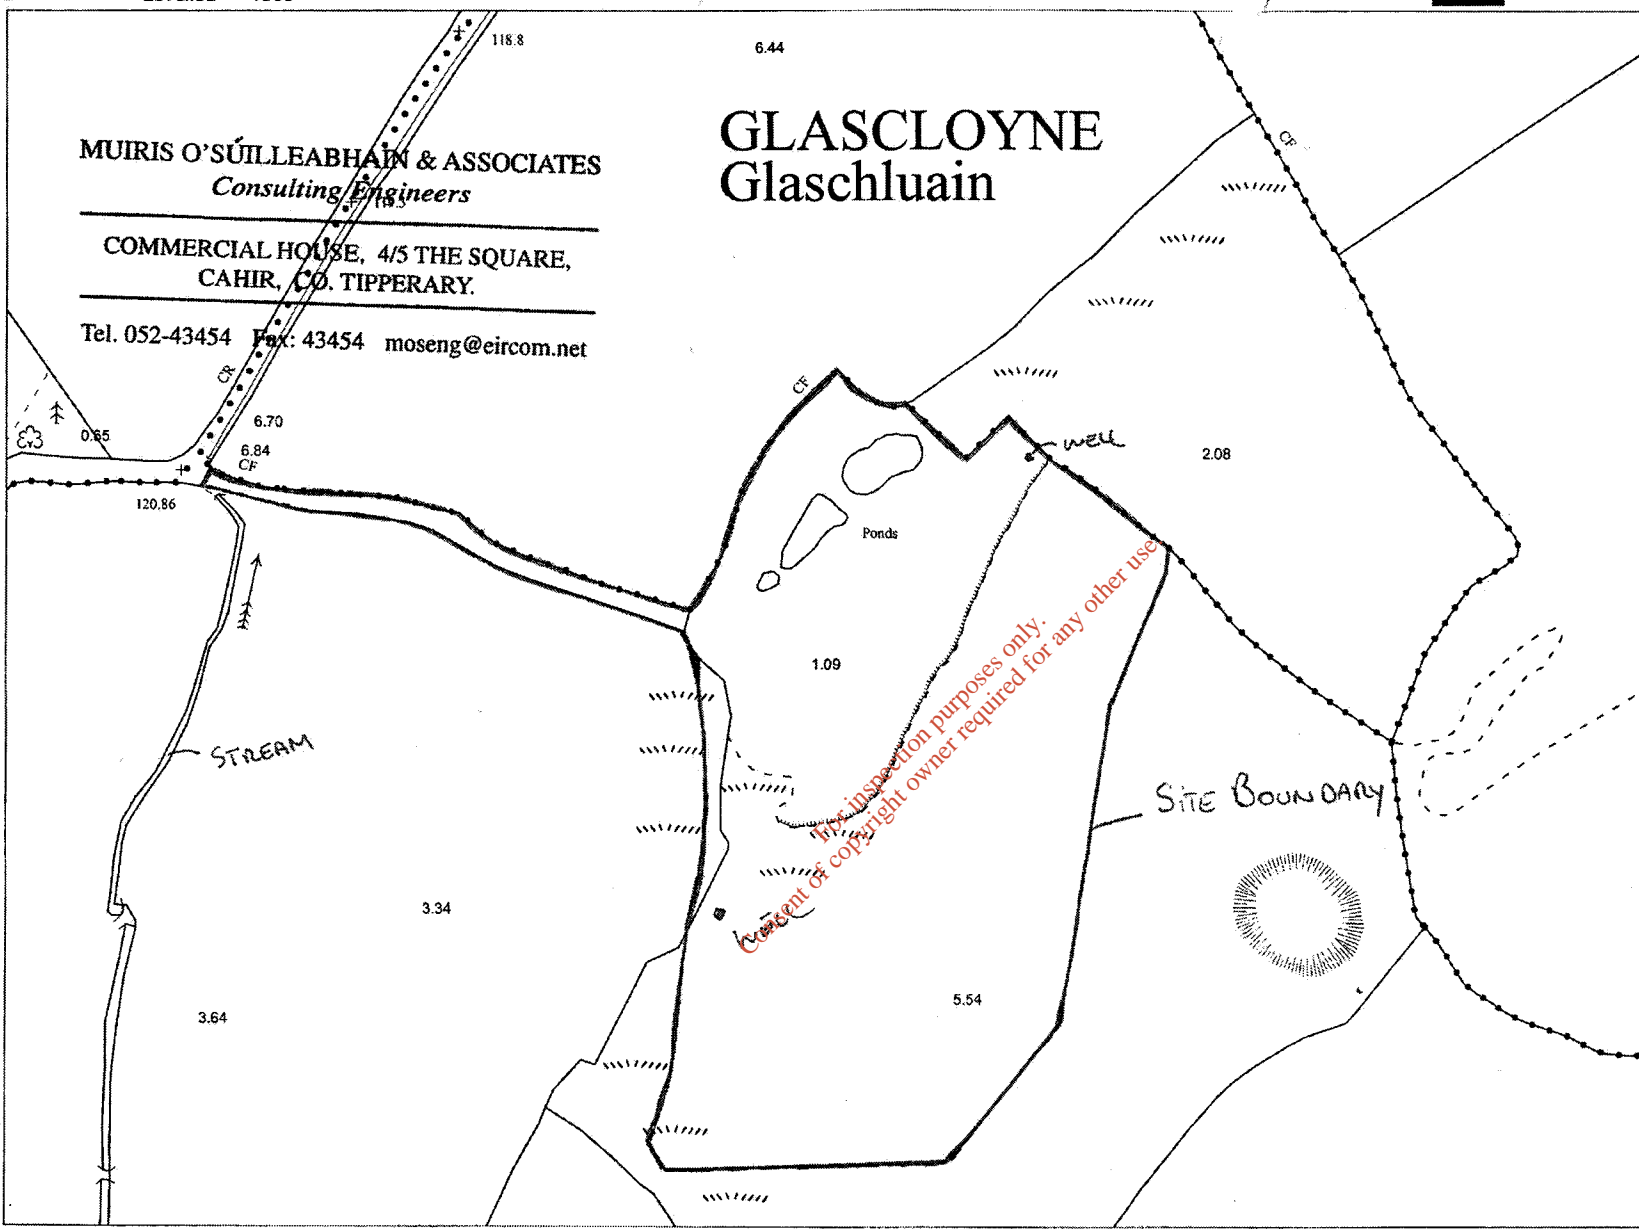 118.8
6.44
GLASCLOYNE
Glaschluain
CF
MUIRIS O'SÚILLEABHAIN & ASSOCIATES
Consulting Engineers
COMMERCIAL HOUSE, 4/5 THE SQUARE,
CAHIR, CO. TIPPERARY.
Tel. 052-43454 Fax: 43454 moseng@eircom.net
CR
CF
6.70
0.65
6.84
CF
WELL
2.08
120.86
Ponds
1.09
STREAM
SITE BOUNDARY
For inspection purposes only.
Consent of copyright owner required for any other use.
3.34
5.54
3.64